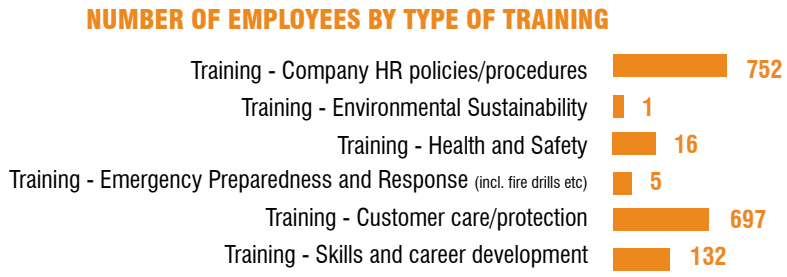 NUMBER OF EMPLOYEES BY TYPE OF TRAINING
Training - Company HR policies/procedures 752
Training - Environmental Sustainability 1
Training - Health and Safety 16
Training - Emergency Preparedness and Response (incl. fire drills etc) 5
Training - Customer care/protection 697
Training - Skills and career development 132